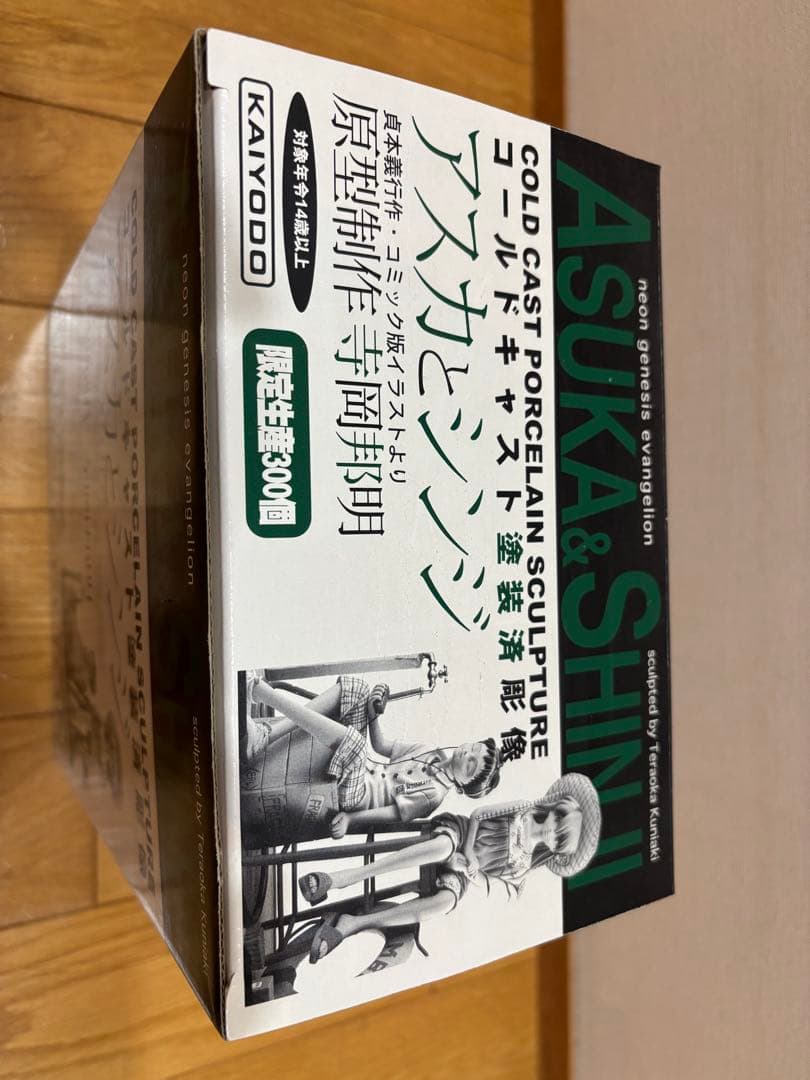 neon genesis evangelion
sculpted by Teraoka Kuniaki
ASUKA & SHINJI
COLD CAST PORCELAIN SCULPTURE
コールドキャスト塗装済彫像
アスカとシンジ
貞本義行作・コミック版イラストより
原型制作 寺岡邦明
対象年令14歳以上
KAIYODO
限定生産300個
neon genesis evangelion
sculpted by Teraoka Kuniaki
COLD CAST PORCELAIN SCULPTURE